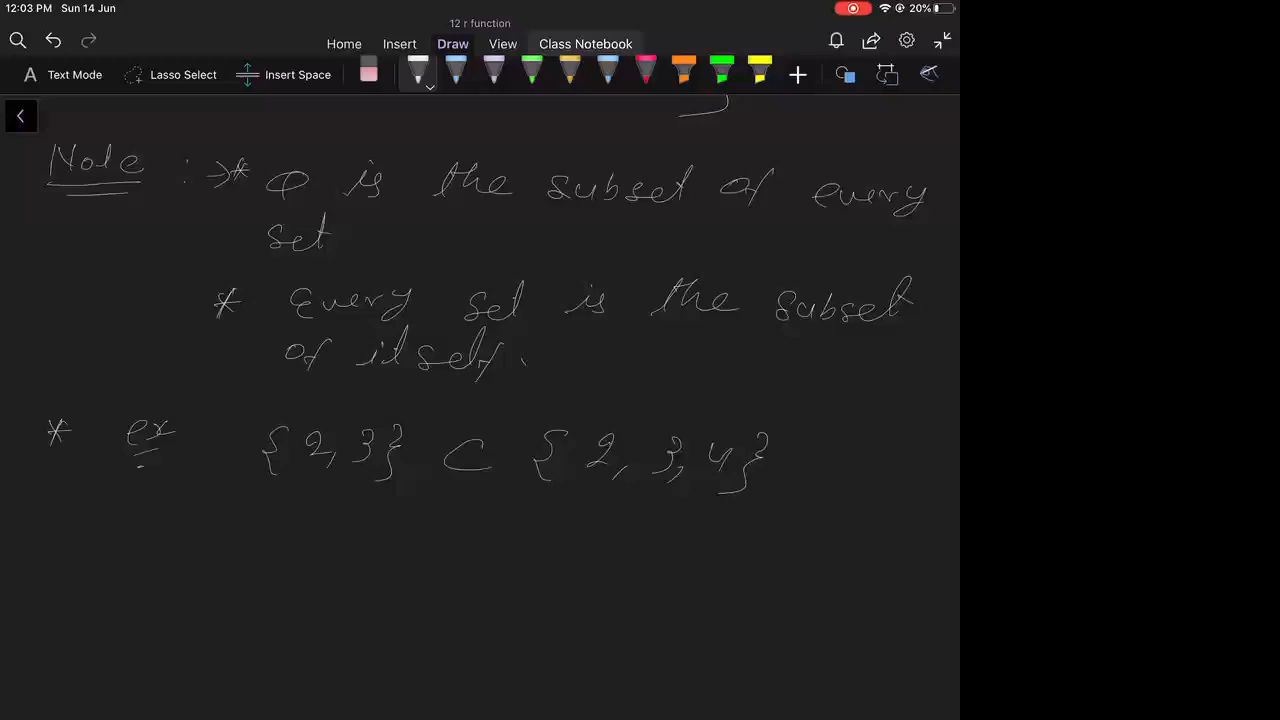 12:03 PM Sun 14 Jun
20%
12 r function
Home Insert Draw View Class Notebook
A Text Mode Lasso Select Insert Space
Note :→* Φ is the subset of every
set
* Every set is the subset
of itself.
* ex {2,3} ⊂ {2,3,4}